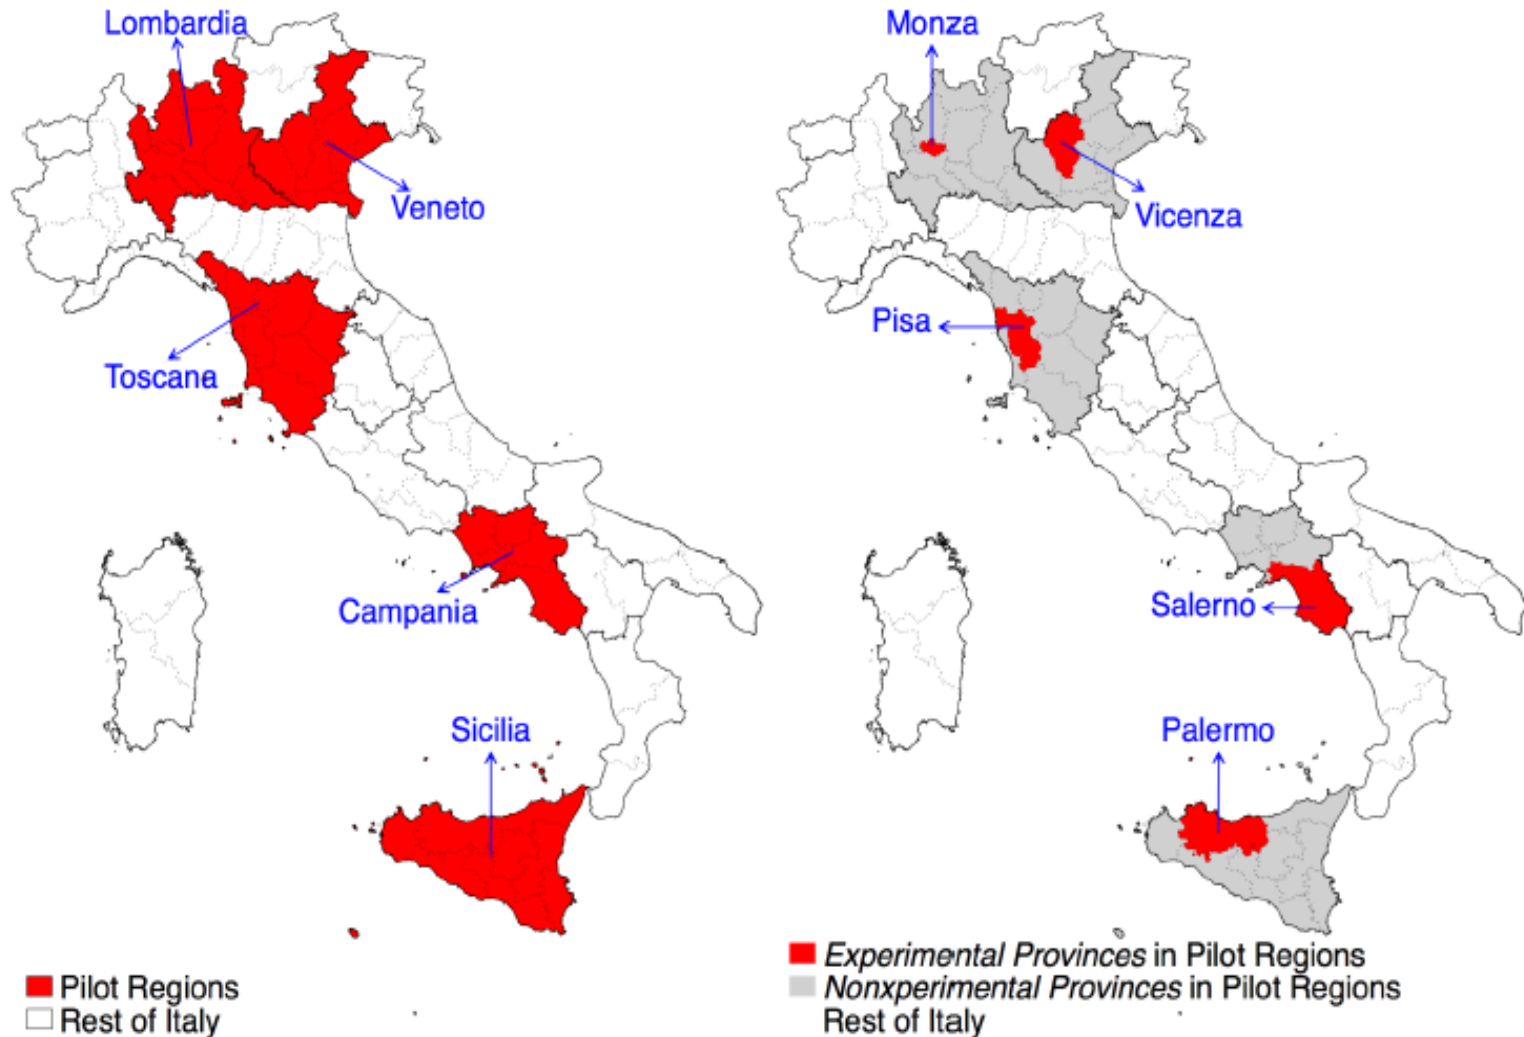 Lombardia
Veneto
Toscana
Campania
Sicilia
Pilot Regions
Rest of Italy
Monza
Vicenza
Pisa
Salerno
Palermo
Experimental Provinces in Pilot Regions
Nonxperimental Provinces in Pilot Regions
Rest of Italy